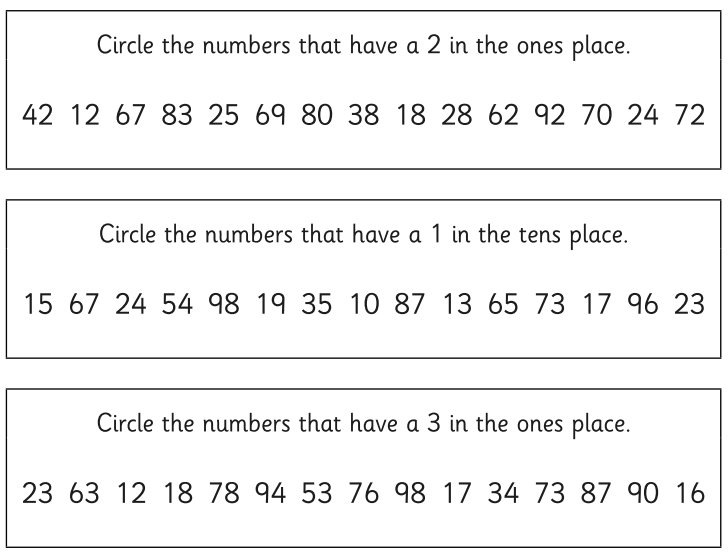 Circle the numbers that have a 2 in the ones place.
42 12 67 83 25 69 80 38 18 28 62 92 70 24 72
Circle the numbers that have a 1 in the tens place.
15 67 24 54 98 19 35 10 87 13 65 73 17 96 23
Circle the numbers that have a 3 in the ones place.
23 63 12 18 78 94 53 76 98 17 34 73 87 90 16